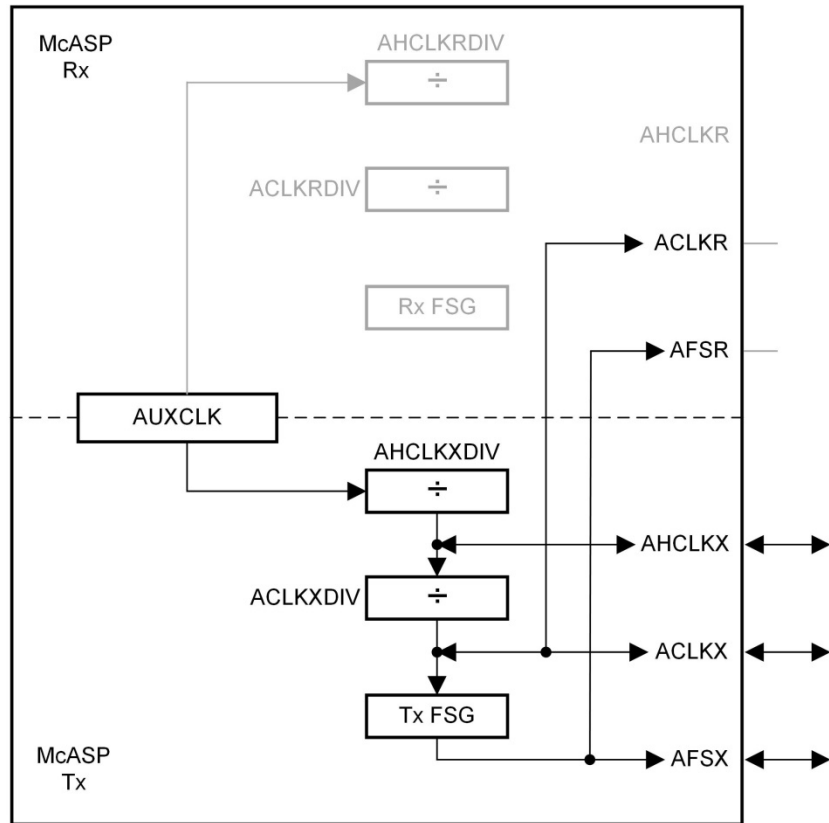 McASP
Rx
AHCLKRDIV
÷
AHCLKR
ACLKRDIV
÷
ACLKR
Rx FSG
AFSR
AUXCLK
AHCLKXDIV
÷
AHCLKX
ACLKXDIV
÷
ACLKX
Tx FSG
McASP
Tx
AFSX